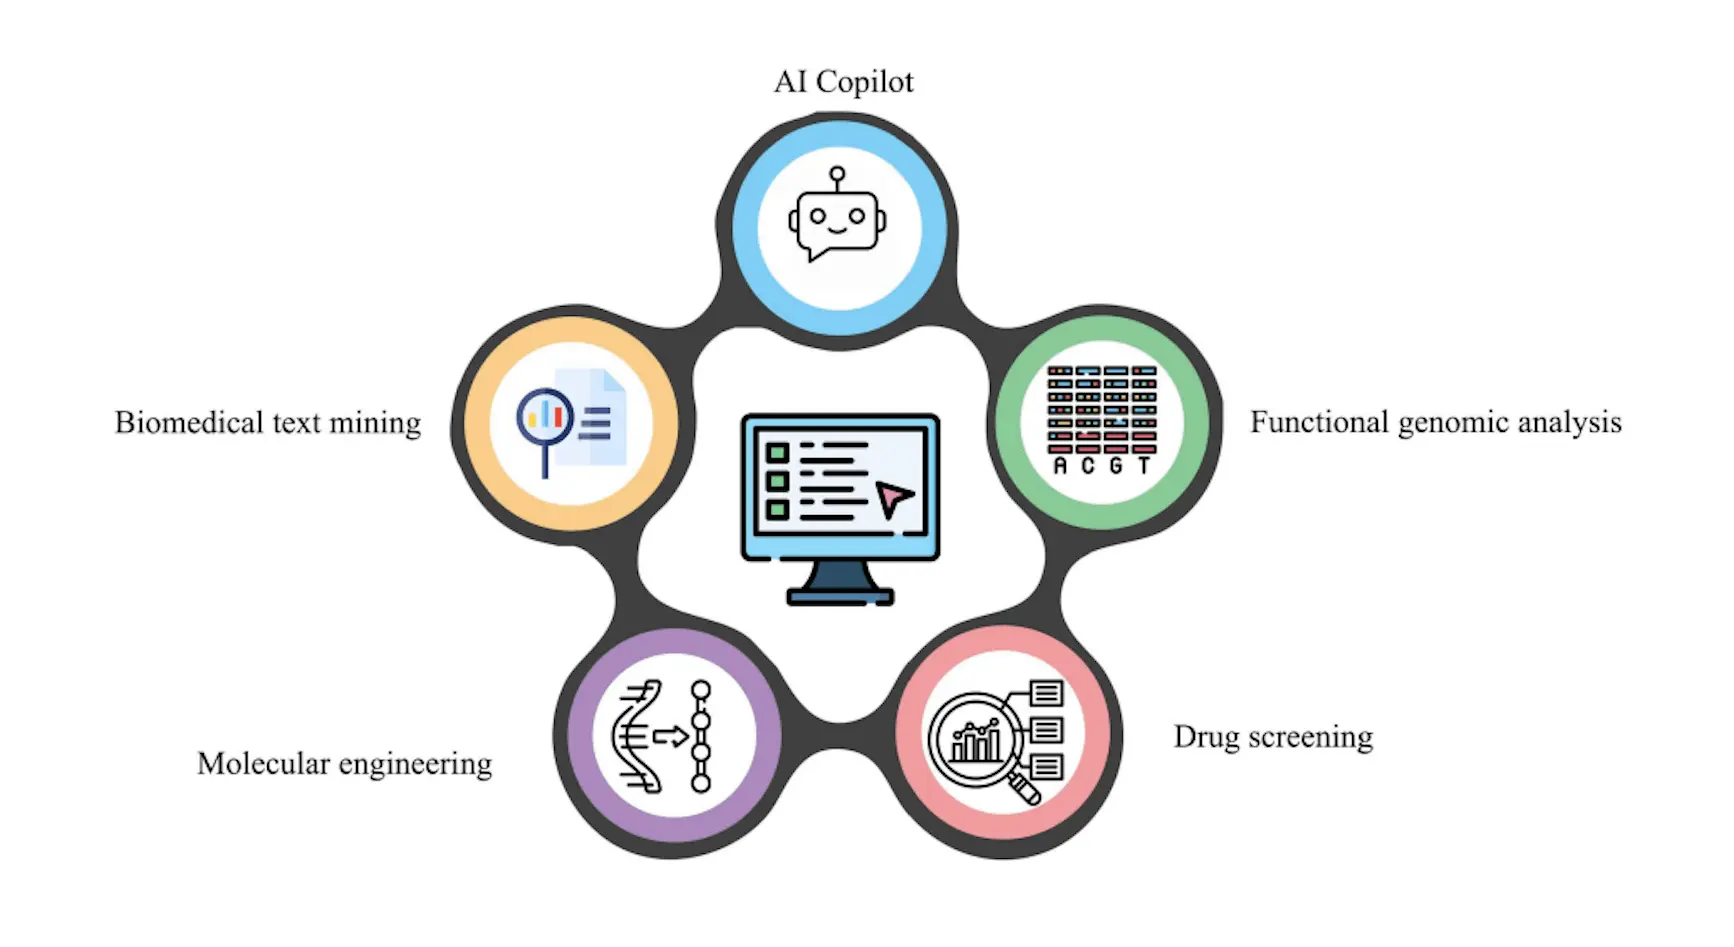 AI Copilot
Biomedical text mining
Functional genomic analysis
A C G T
Molecular engineering
Drug screening